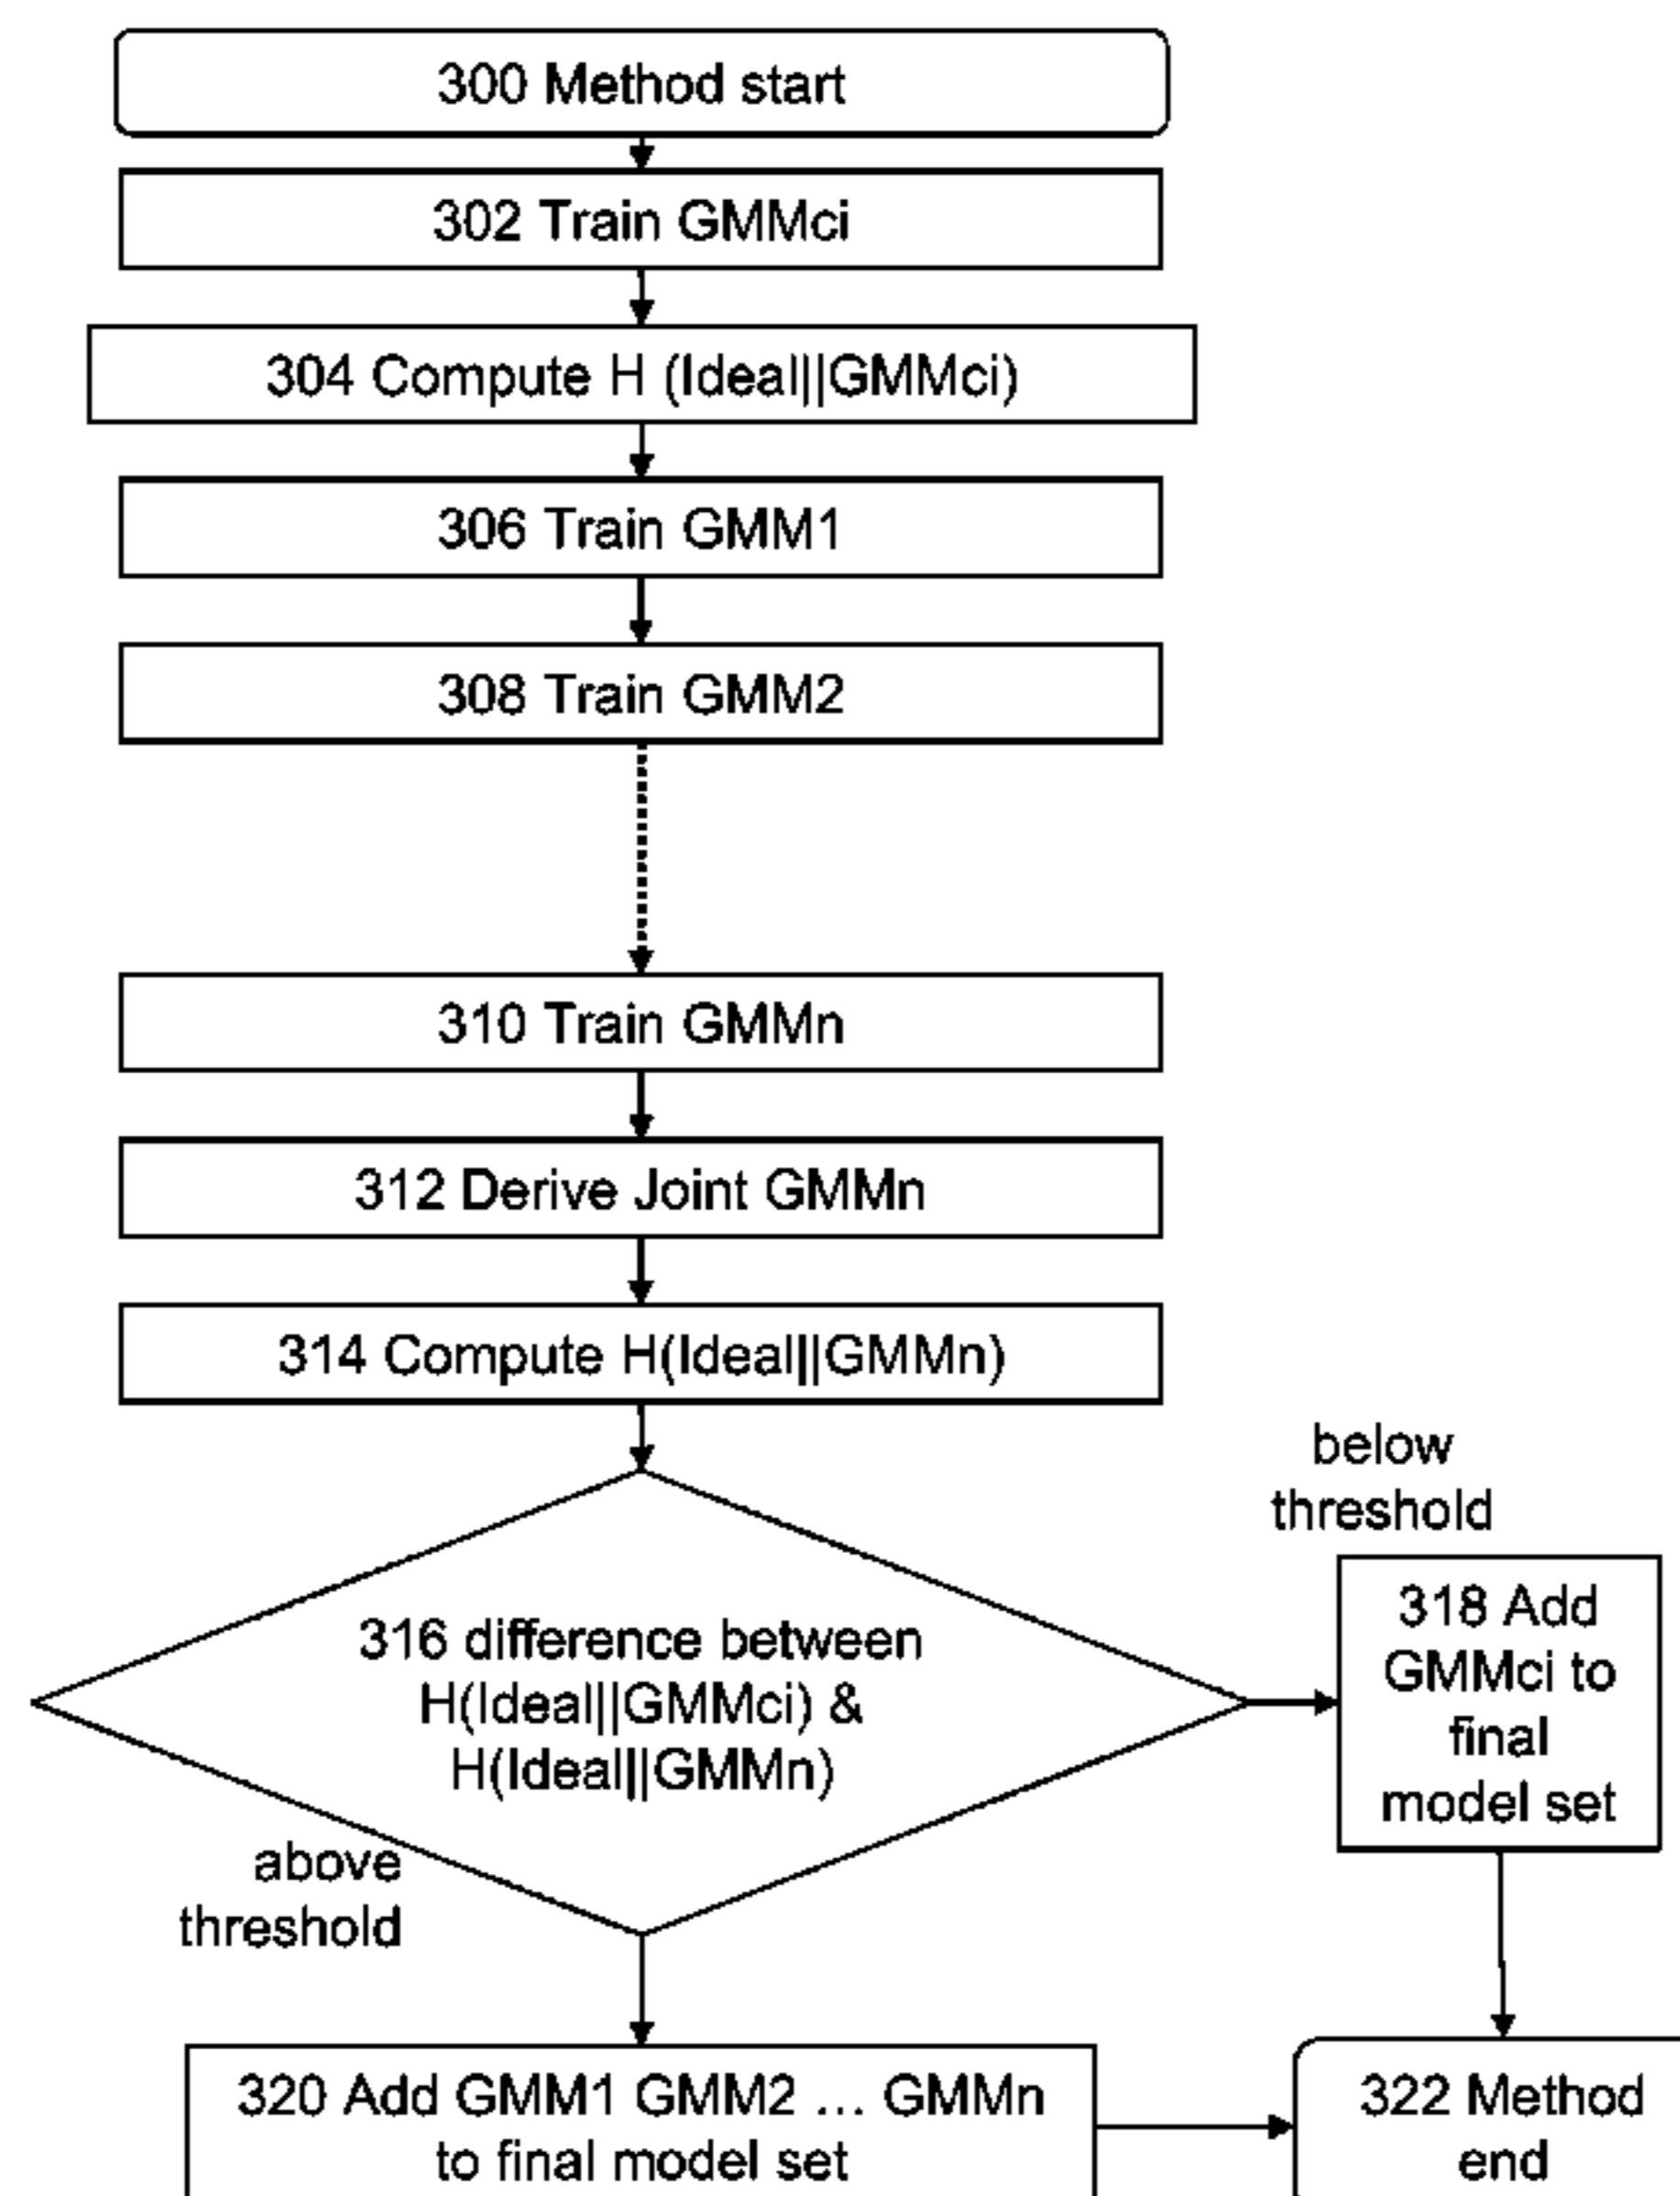 300 Method start
302 Train GMMci
304 Compute H (Ideal||GMMci)
306 Train GMM1
308 Train GMM2
310 Train GMMn
312 Derive Joint GMMn
314 Compute H(Ideal||GMMn)
316 difference between
H(Ideal||GMMci) &
H(Ideal||GMMn)
below
threshold
318 Add
GMMci to
final
model set
above
threshold
320 Add GMM1 GMM2 ... GMMn
to final model set
322 Method
end